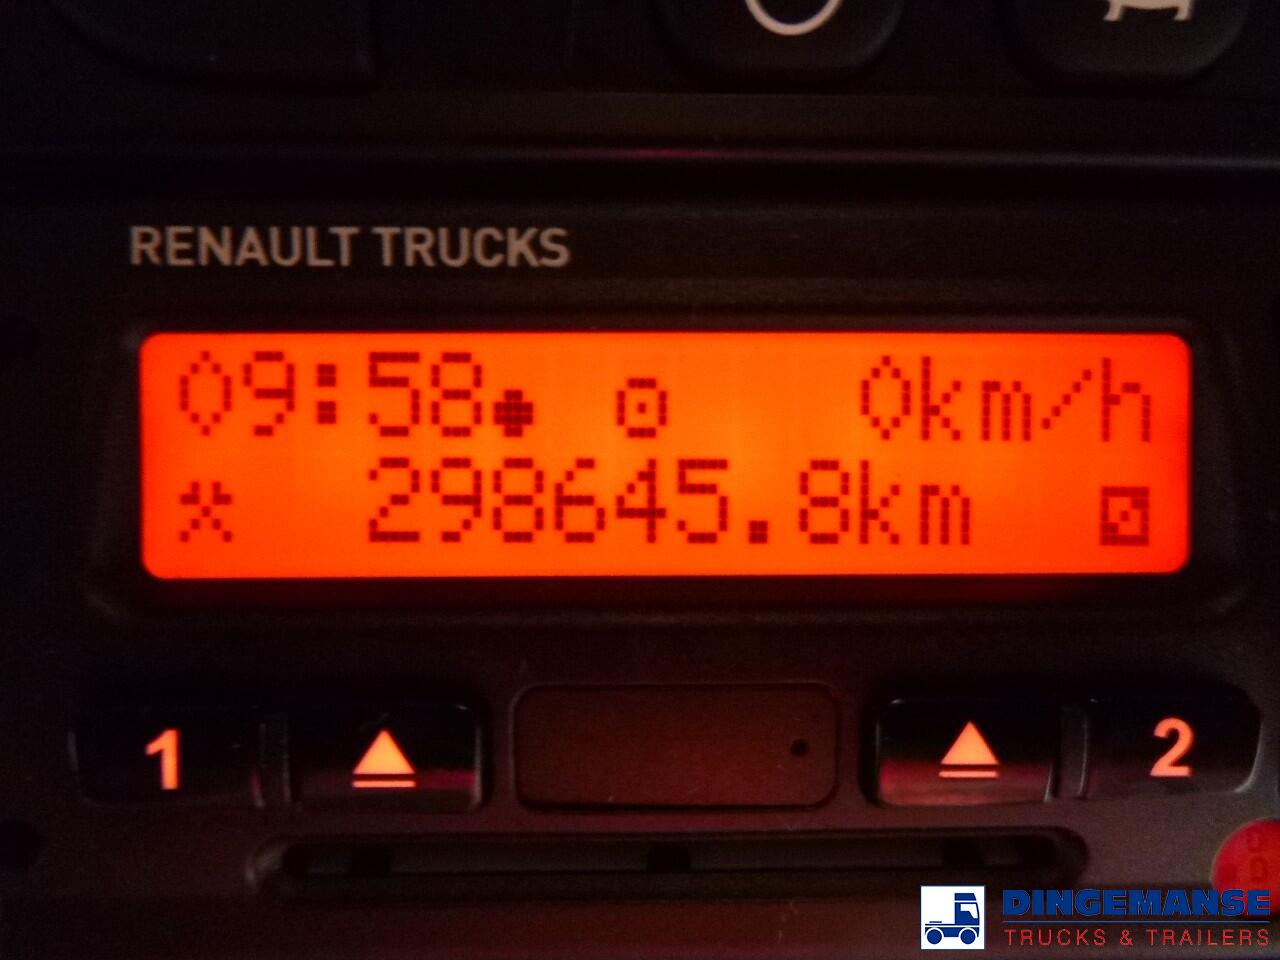 RENAULT TRUCKS
09:58 0km/h
298645.8km
1 2
DINGEMANSE
TRUCKS & TRAILERS